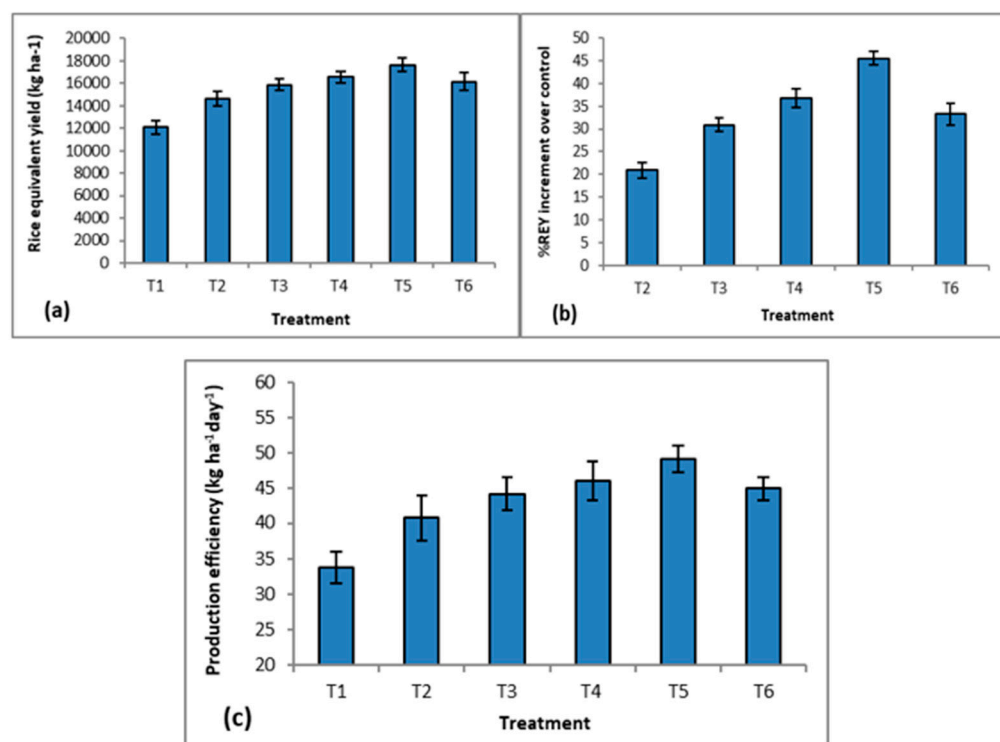 Rice equivalent yield (kg ha-1)
20000
18000
16000
14000
12000
10000
8000
6000
4000
2000
0
T1 T2 T3 T4 T5 T6
Treatment
(a)
%REY increment over control
50
45
40
35
30
25
20
15
10
5
0
T2 T3 T4 T5 T6
Treatment
(b)
Production efficiency (kg ha⁻¹ day⁻¹)
60
55
50
45
40
35
30
25
20
T1 T2 T3 T4 T5 T6
Treatment
(c)